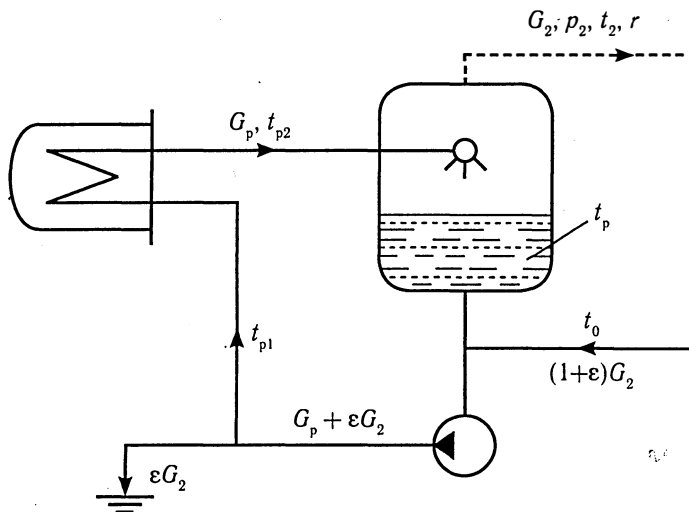 G₂, p₂, t₂, r
Gₚ, tₚ₂
tₚ
t₀
(1+ε)G₂
tₚ₁
Gₚ + εG₂
εG₂